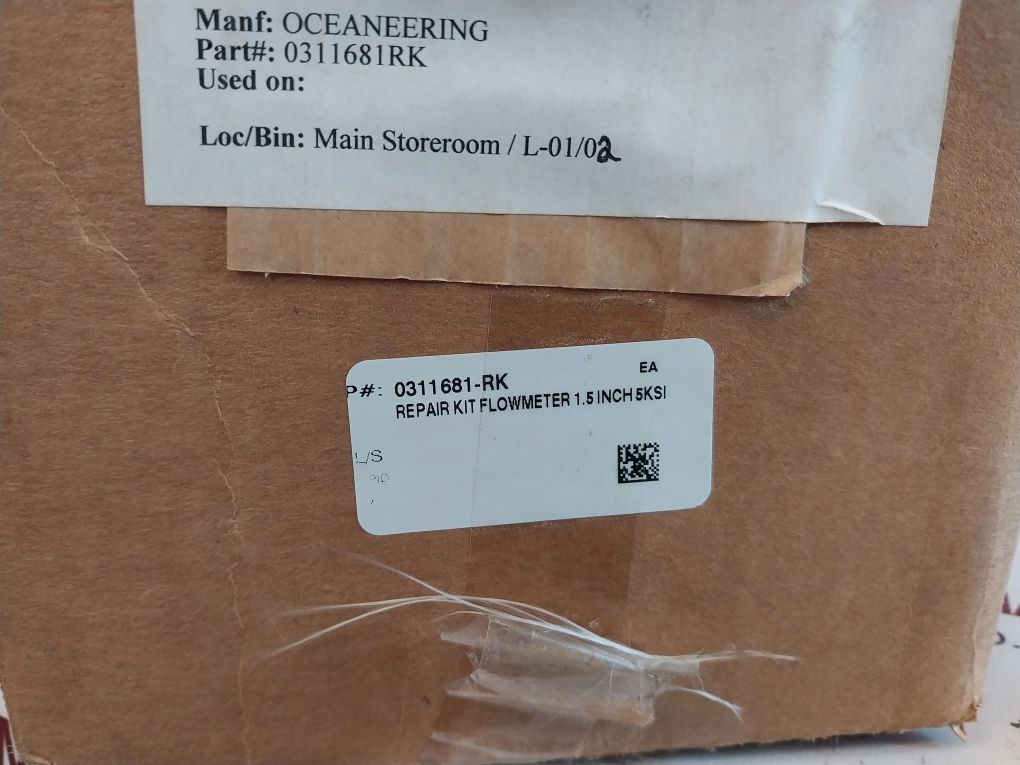 Manf: OCEANEERING
Part#: 0311681RK
Used on:
Loc/Bin: Main Storeroom / L-01/02
EA
P#: 0311681-RK
REPAIR KIT FLOWMETER 1.5 INCH 5KSI
L/S